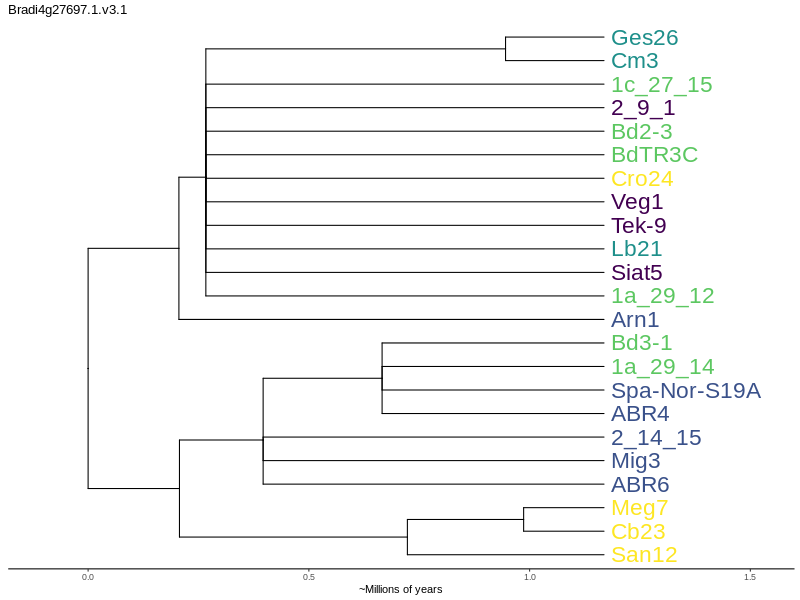 Bradi4g27697.1.v3.1
Ges26
Cm3
1c_27_15
2_9_1
Bd2-3
BdTR3C
Cro24
Veg1
Tek-9
Lb21
Siat5
1a_29_12
Arn1
Bd3-1
1a_29_14
Spa-Nor-S19A
ABR4
2_14_15
Mig3
ABR6
Meg7
Cb23
San12
0.0 0.5 1.0 1.5
~Millions of years